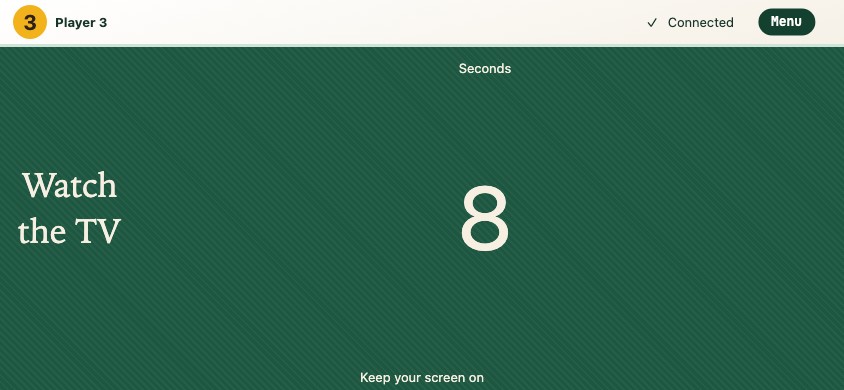 3
Player 3
✓ Connected
Menu
Seconds
Watch
the TV
8
Keep your screen on